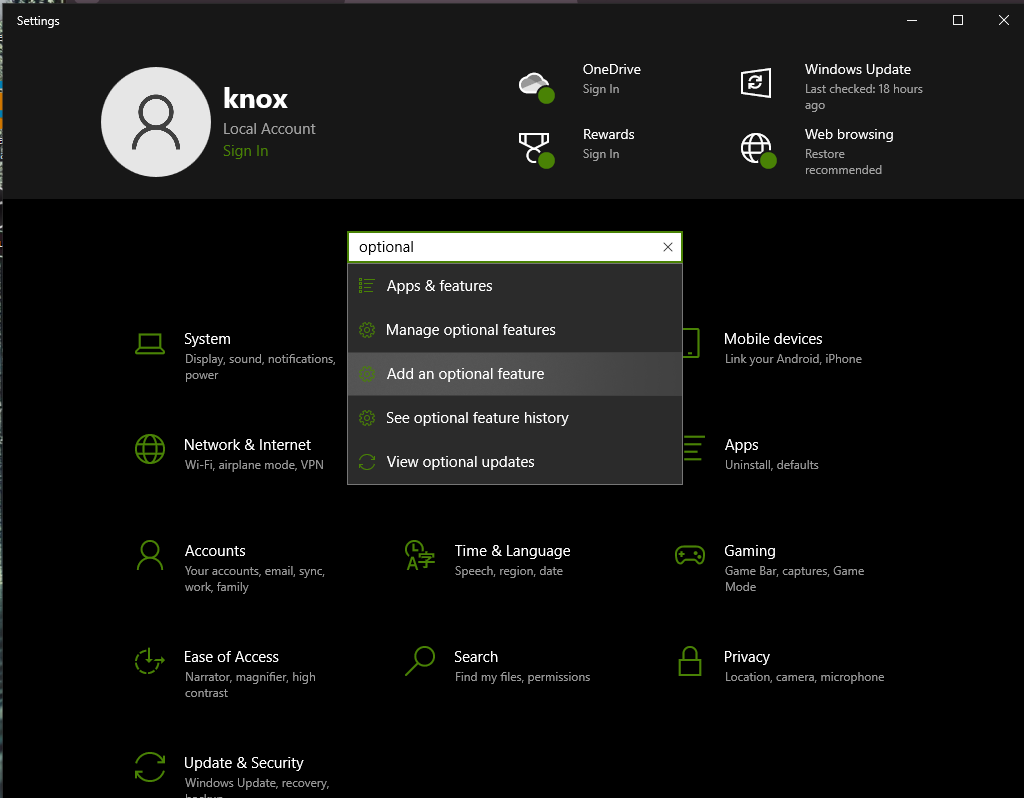 Settings
knox
Local Account
Sign In
OneDrive
Sign In
Windows Update
Last checked: 18 hours
ago
Rewards
Sign In
Web browsing
Restore
recommended
optional
Apps & features
Manage optional features
Add an optional feature
See optional feature history
View optional updates
System
Display, sound, notifications,
power
Mobile devices
Link your Android, iPhone
Network & Internet
Wi-Fi, airplane mode, VPN
Apps
Uninstall, defaults
Accounts
Your accounts, email, sync,
work, family
Time & Language
Speech, region, date
Gaming
Game Bar, captures, Game
Mode
Ease of Access
Narrator, magnifier, high
contrast
Search
Find my files, permissions
Privacy
Location, camera, microphone
Update & Security
Windows Update, recovery,
backup